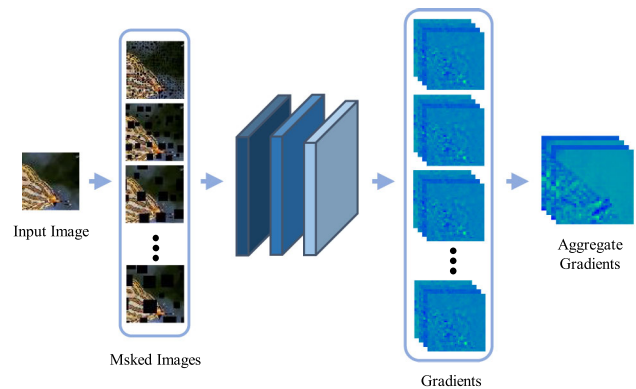 Input Image
Msked Images
Gradients
Aggregate
Gradients